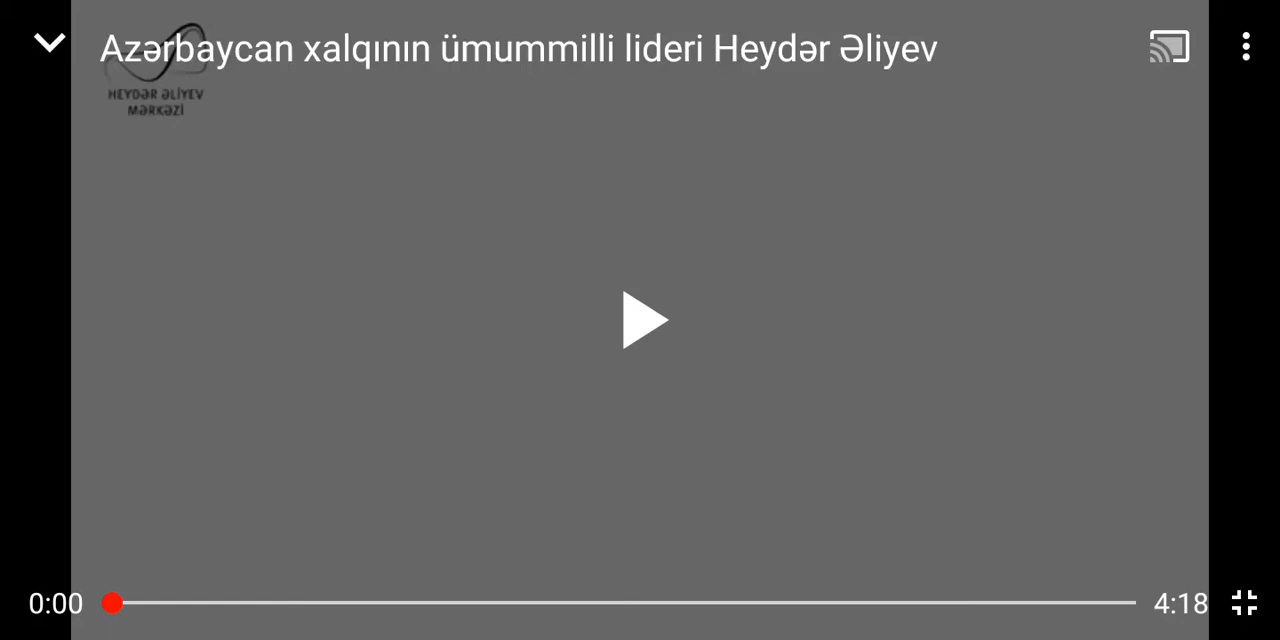 Azərbaycan xalqının ümummilli lideri Heydər Əliyev
HEYDƏR ƏLİYEV
MƏRKƏZİ
0:00
4:18